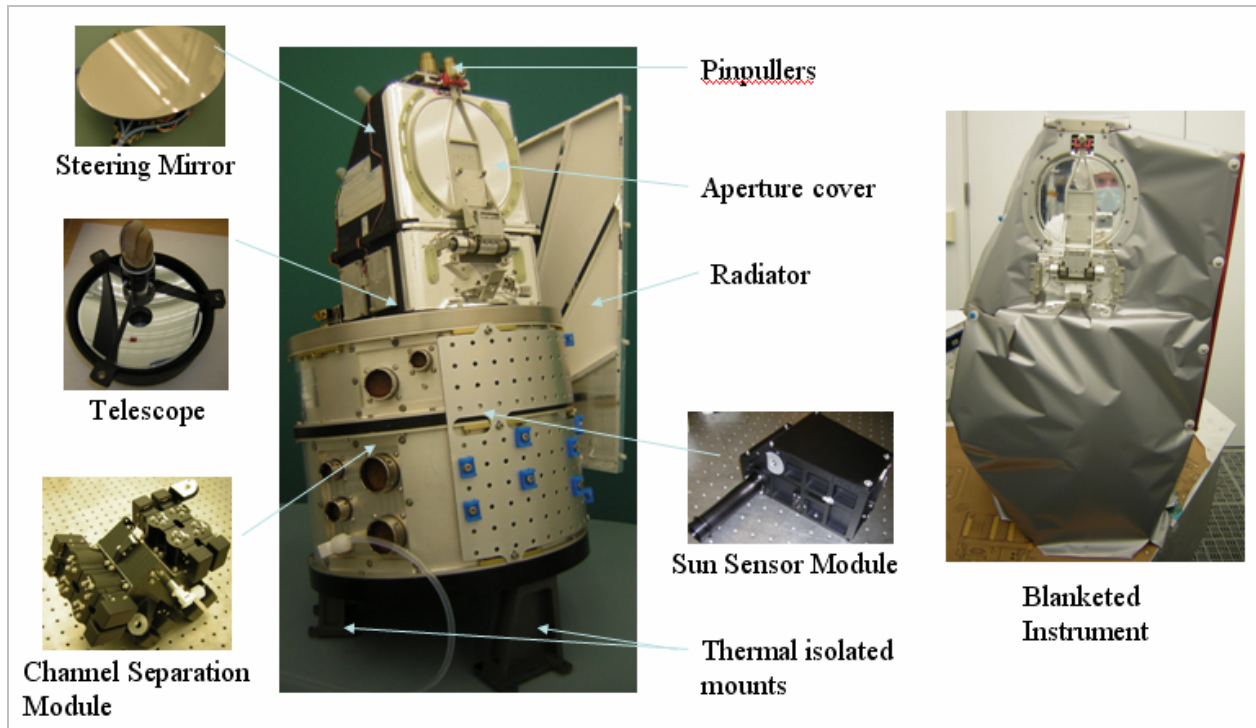 Steering Mirror
Telescope
Channel Separation
Module
Pinpullers
Aperture cover
Radiator
Sun Sensor Module
Thermal isolated
mounts
Blanketed
Instrument